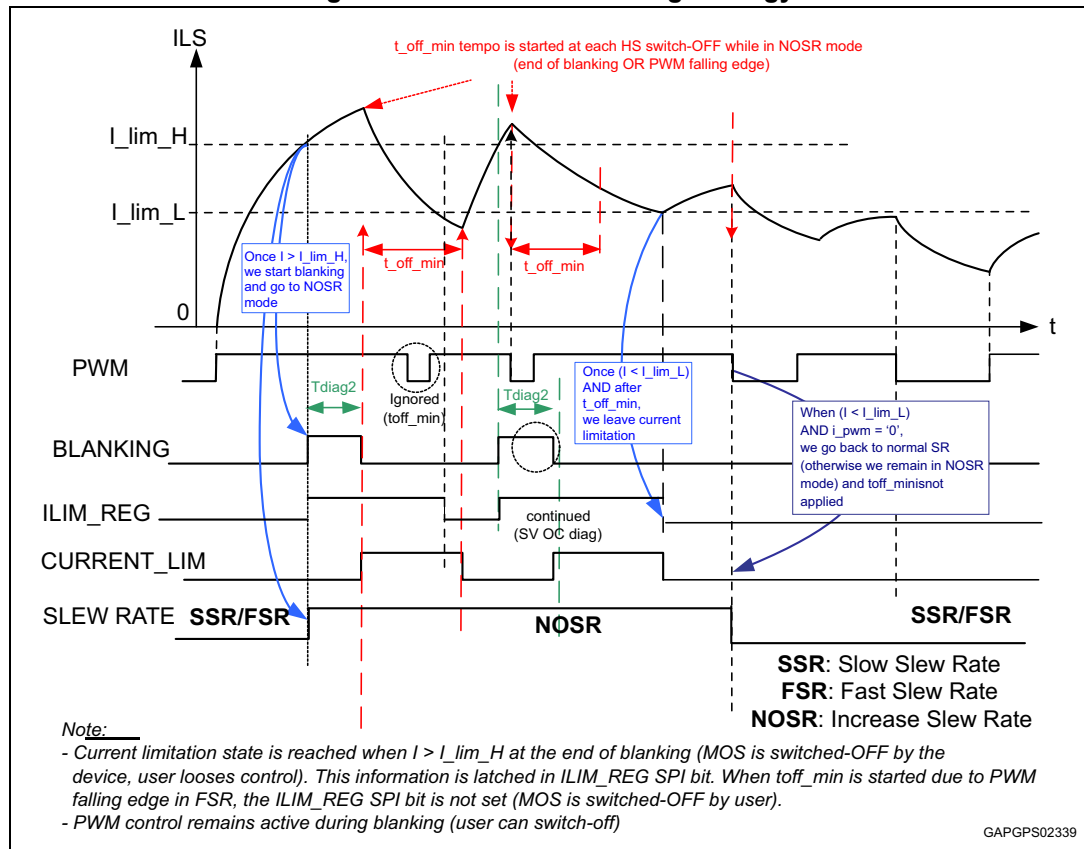 ILS
t_off_min tempo is started at each HS switch-OFF while in NOSR mode
(end of blanking OR PWM falling edge)
I_lim_H
I_lim_L
Once I > I_lim_H,
we start blanking
and go to NOSR
mode
t_off_min
t_off_min
0
t
PWM
Tdiag2
Ignored
(toff_min)
Tdiag2
Once (I < I_lim_L)
AND after
t_off_min,
we leave current
limitation
When (I < I_lim_L)
AND i_pwm = ‘0’,
we go back to normal SR
(otherwise we remain in NOSR
mode) and toff_minisnot
applied
BLANKING
ILIM_REG
continued
(SV OC diag)
CURRENT_LIM
SLEW RATE
SSR/FSR
NOSR
SSR/FSR
SSR: Slow Slew Rate
FSR: Fast Slew Rate
NOSR: Increase Slew Rate
Note:
- Current limitation state is reached when I > I_lim_H at the end of blanking (MOS is switched-OFF by the
device, user looses control). This information is latched in ILIM_REG SPI bit. When toff_min is started due to PWM
falling edge in FSR, the ILIM_REG SPI bit is not set (MOS is switched-OFF by user).
- PWM control remains active during blanking (user can switch-off)
GAPGPS02339